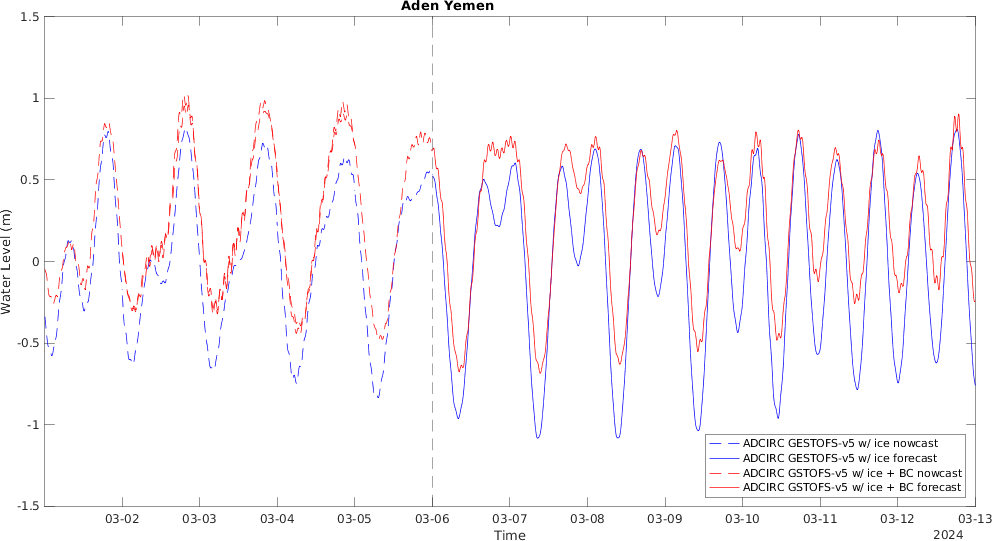 Aden Yemen
1.5
1
0.5
0
-0.5
-1
-1.5
Water Level (m)
ADCIRC GESTOFS-v5 w/ ice nowcast
ADCIRC GESTOFS-v5 w/ ice forecast
ADCIRC GSTOFS-v5 w/ ice + BC nowcast
ADCIRC GSTOFS-v5 w/ ice + BC forecast
03-02 03-03 03-04 03-05 03-06 03-07 03-08 03-09 03-10 03-11 03-12 03-13
Time
2024